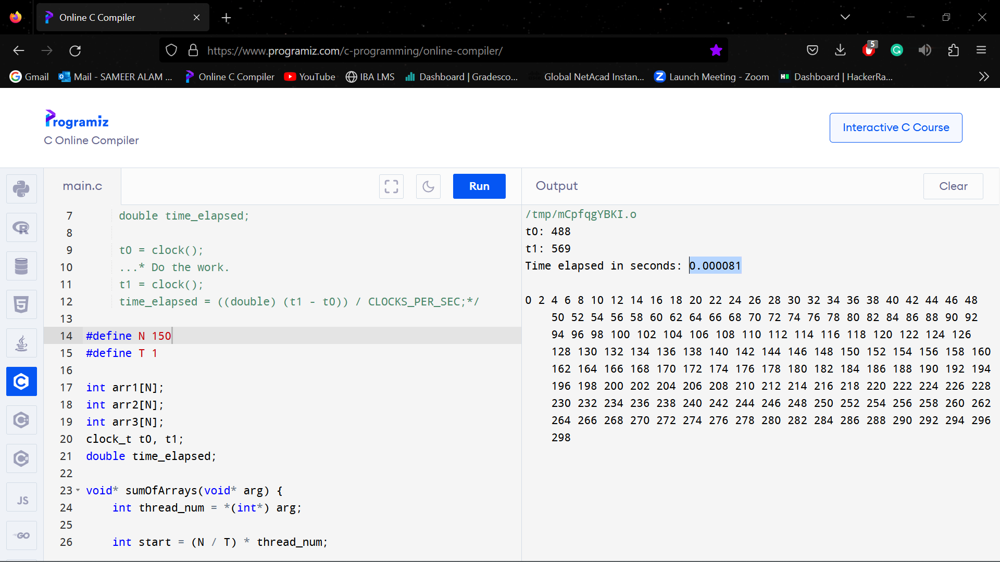 Online C Compiler
https://www.programiz.com/c-programming/online-compiler/
5
Gmail
Mail - SAMEER ALAM ...
Online C Compiler
YouTube
IBA LMS
Dashboard | Gradesco...
Global NetAcad Instan...
Launch Meeting - Zoom
Dashboard | HackerRa...
Programiz
C Online Compiler
Interactive C Course
main.c
Run
Output
Clear
7 double time_elapsed;
8
9 t0 = clock();
10 ...* Do the work.
11 t1 = clock();
12 time_elapsed = ((double) (t1 - t0)) / CLOCKS_PER_SEC;*/
13
14 #define N 150
15 #define T 1
16
17 int arr1[N];
18 int arr2[N];
19 int arr3[N];
20 clock_t t0, t1;
21 double time_elapsed;
22
23 void* sumOfArrays(void* arg) {
24 int thread_num = *(int*) arg;
25
26 int start = (N / T) * thread_num;
JS
GO
/tmp/mCpfqgYBKI.o
t0: 488
t1: 569
Time elapsed in seconds: 0.000081
0 2 4 6 8 10 12 14 16 18 20 22 24 26 28 30 32 34 36 38 40 42 44 46 48
50 52 54 56 58 60 62 64 66 68 70 72 74 76 78 80 82 84 86 88 90 92
94 96 98 100 102 104 106 108 110 112 114 116 118 120 122 124 126
128 130 132 134 136 138 140 142 144 146 148 150 152 154 156 158 160
162 164 166 168 170 172 174 176 178 180 182 184 186 188 190 192 194
196 198 200 202 204 206 208 210 212 214 216 218 220 222 224 226 228
230 232 234 236 238 240 242 244 246 248 250 252 254 256 258 260 262
264 266 268 270 272 274 276 278 280 282 284 286 288 290 292 294 296
298